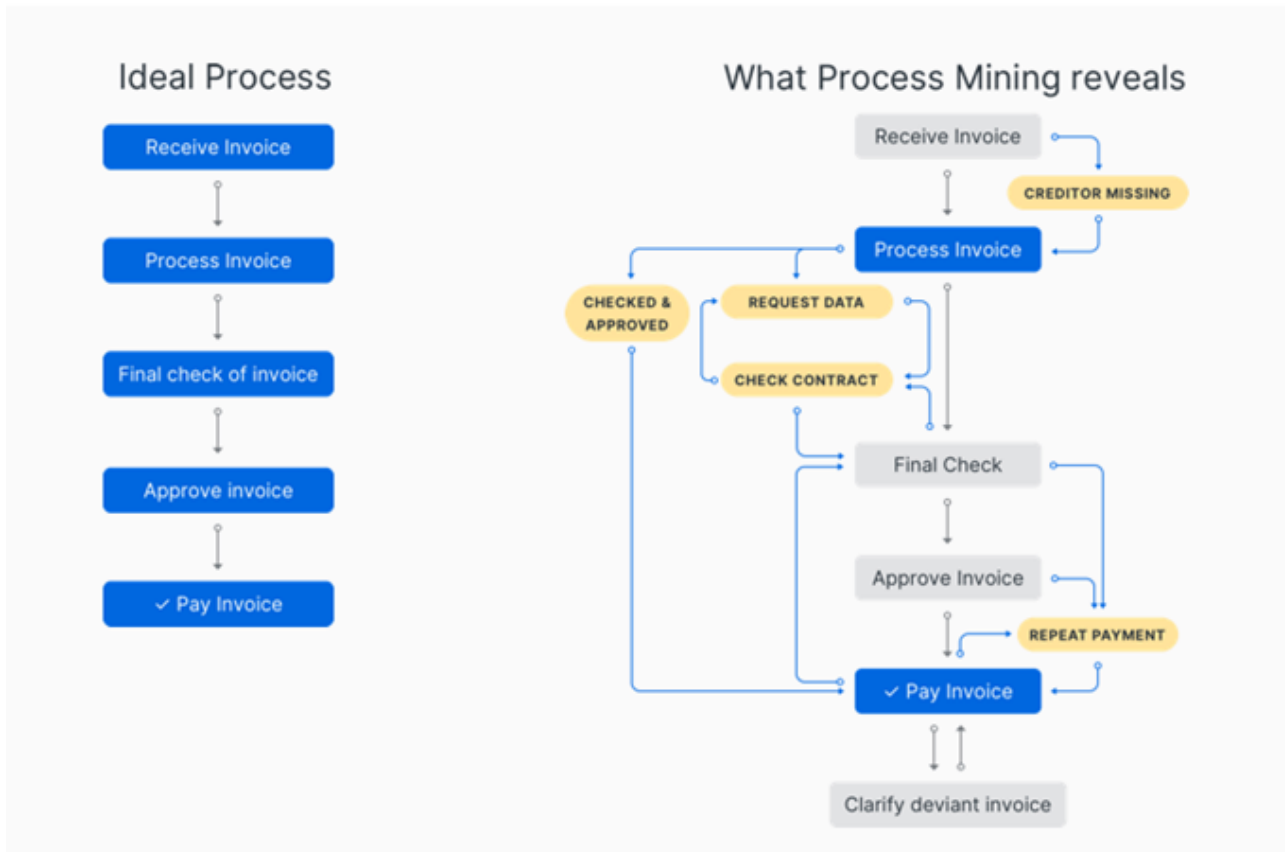 Ideal Process
Receive Invoice
Process Invoice
Final check of invoice
Approve invoice
✓ Pay Invoice
What Process Mining reveals
Receive Invoice
CREDITOR MISSING
Process Invoice
CHECKED &
APPROVED
REQUEST DATA
CHECK CONTRACT
Final Check
Approve Invoice
REPEAT PAYMENT
✓ Pay Invoice
Clarify deviant invoice